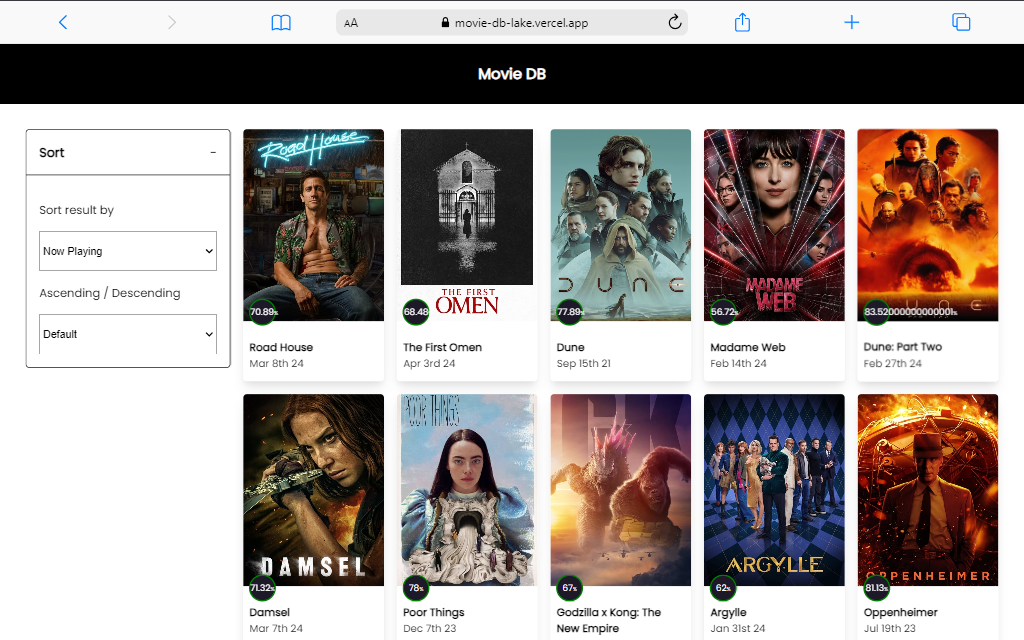 AA
movie-db-lake.vercel.app
Movie DB
Sort
−
Sort result by
Now Playing
Ascending / Descending
Default
Road House
70.89%
Road House
Mar 8th 24
THE FIRST
OMEN
68.48
The First Omen
Apr 3rd 24
DUNE
77.89%
Dune
Sep 15th 21
MADAME
WEB
56.72%
Madame Web
Feb 14th 24
DUNE
83.5200000000001%
Dune: Part Two
Feb 27th 24
DAMSEL
71.32%
Damsel
Mar 7th 24
POOR THINGS
78%
Poor Things
Dec 7th 23
67%
Godzilla x Kong: The
New Empire
ARGYLLE
62%
Argylle
Jan 31st 24
OPPENHEIMER
81.13%
Oppenheimer
Jul 19th 23